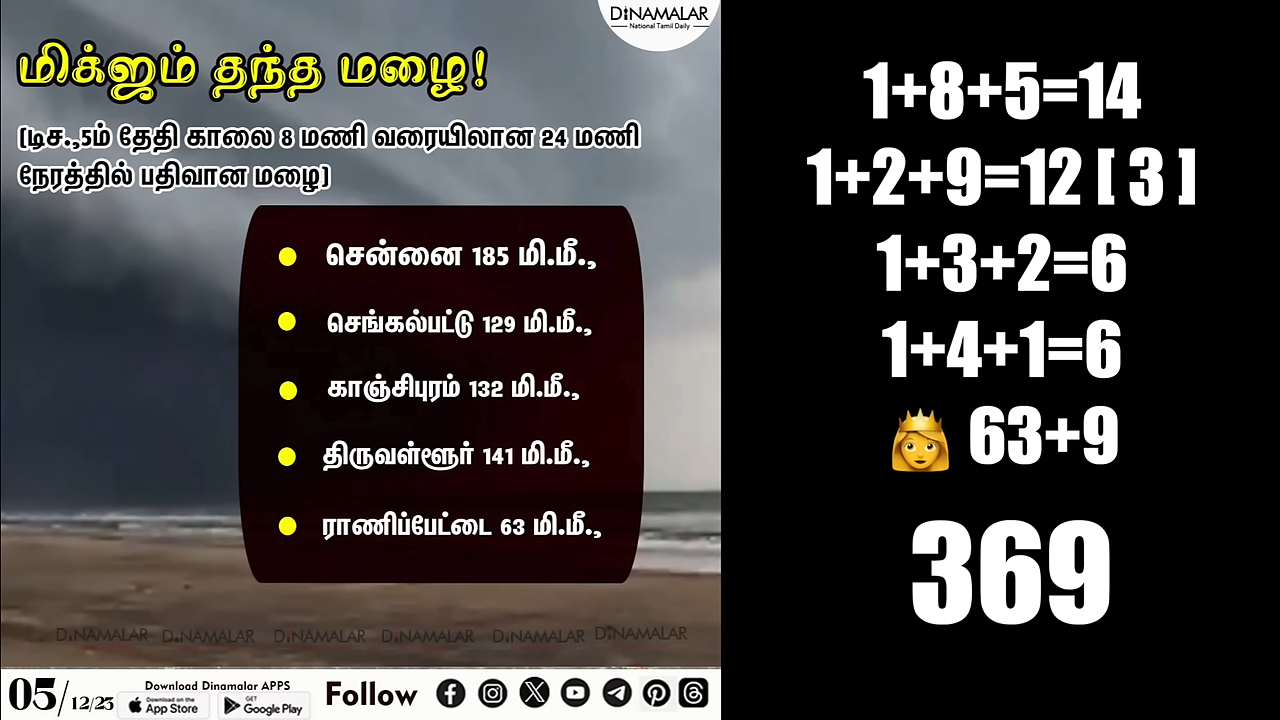 DINAMALAR
National Tamil Daily
மிக்ஜம் தந்த மழை!
(டிச.,5ம் தேதி காலை 8 மணி வரையிலான 24 மணி
நேரத்தில் பதிவான மழை)
சென்னை 185 மி.மீ.,
செங்கல்பட்டு 129 மி.மீ.,
காஞ்சிபுரம் 132 மி.மீ.,
திருவள்ளூர் 141 மி.மீ.,
ராணிப்பேட்டை 63 மி.மீ.,
DINAMALAR DINAMALAR DINAMALAR DINAMALAR DINAMALAR DINAMALAR
05/12/23
Download Dinamalar APPS
Download on the App Store
GET IT ON Google Play
Follow
1+8+5=14
1+2+9=12 [ 3 ]
1+3+2=6
1+4+1=6
👸 63+9
369